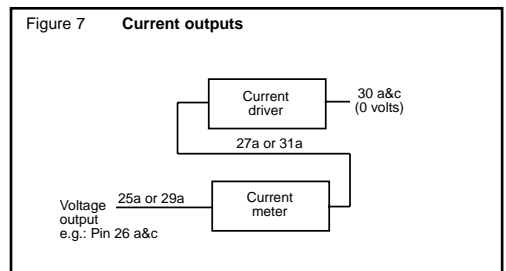 Figure 7 Current outputs
Current
driver
30 a&c
(0 volts)
27a or 31a
25a or 29a
Current
meter
Voltage
output
e.g.: Pin 26 a&c